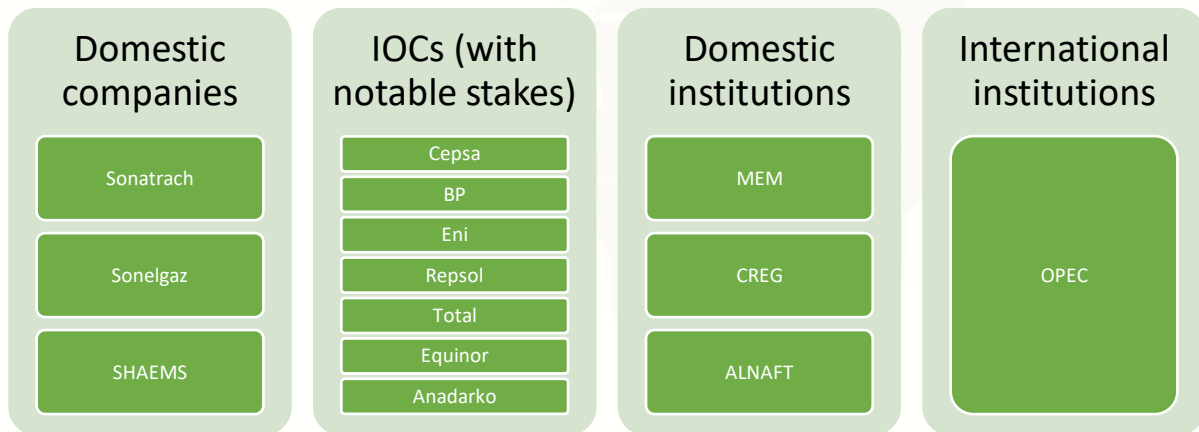 Domestic
companies
Sonatrach
Sonelgaz
SHAEMS
IOCs (with
notable stakes)
Cepsa
BP
Eni
Repsol
Total
Equinor
Anadarko
Domestic
institutions
MEM
CREG
ALNAFT
International
institutions
OPEC